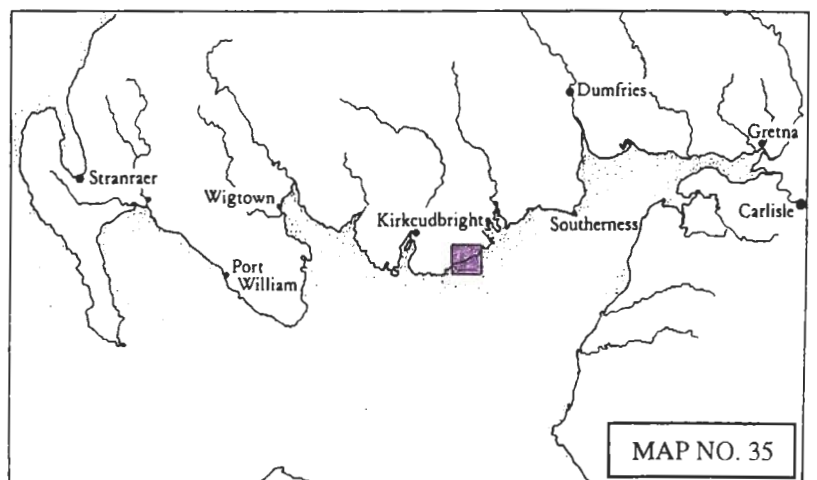 Dumfries
Gretna
Stranraer
Wigtown
Kirkcudbright
Southerness
Carlisle
Port
William
MAP NO. 35